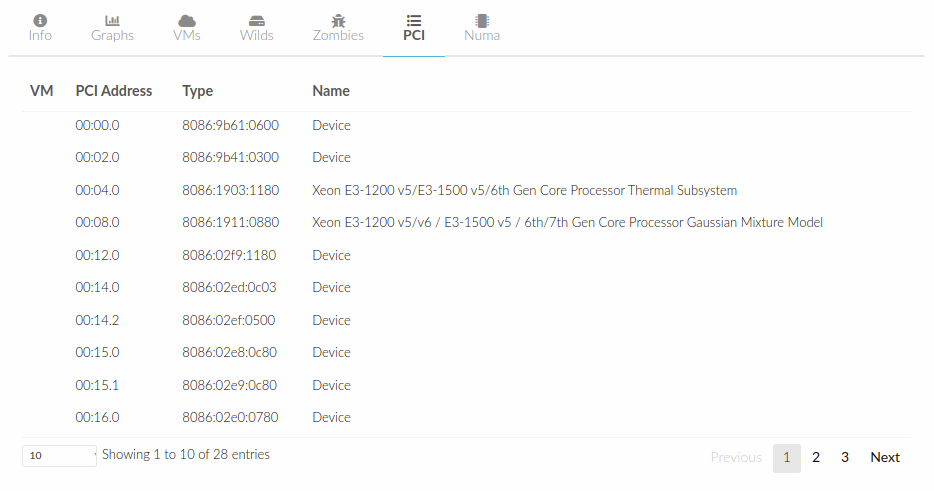 Info Graphs VMs Wilds Zombies PCI Numa
VM PCI Address Type Name
00:00.0 8086:9b61:0600 Device
00:02.0 8086:9b41:0300 Device
00:04.0 8086:1903:1180 Xeon E3-1200 v5/E3-1500 v5/6th Gen Core Processor Thermal Subsystem
00:08.0 8086:1911:0880 Xeon E3-1200 v5/v6 / E3-1500 v5 / 6th/7th Gen Core Processor Gaussian Mixture Model
00:12.0 8086:02f9:1180 Device
00:14.0 8086:02ed:0c03 Device
00:14.2 8086:02ef:0500 Device
00:15.0 8086:02e8:0c80 Device
00:15.1 8086:02e9:0c80 Device
00:16.0 8086:02e0:0780 Device
10 Showing 1 to 10 of 28 entries Previous 1 2 3 Next